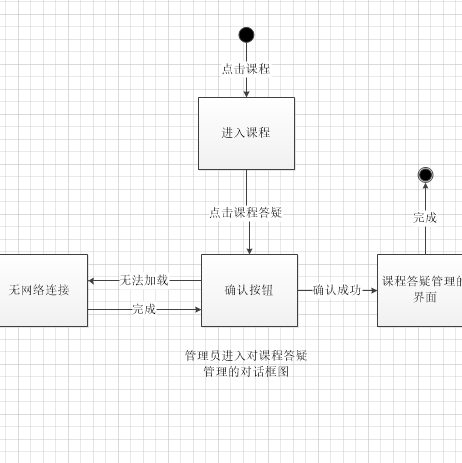 点击课程
进入课程
点击课程答疑
完成
无网络连接
无法加载
完成
确认按钮
确认成功
课程答疑管理的
界面
管理员进入对课程答疑
管理的对话框图